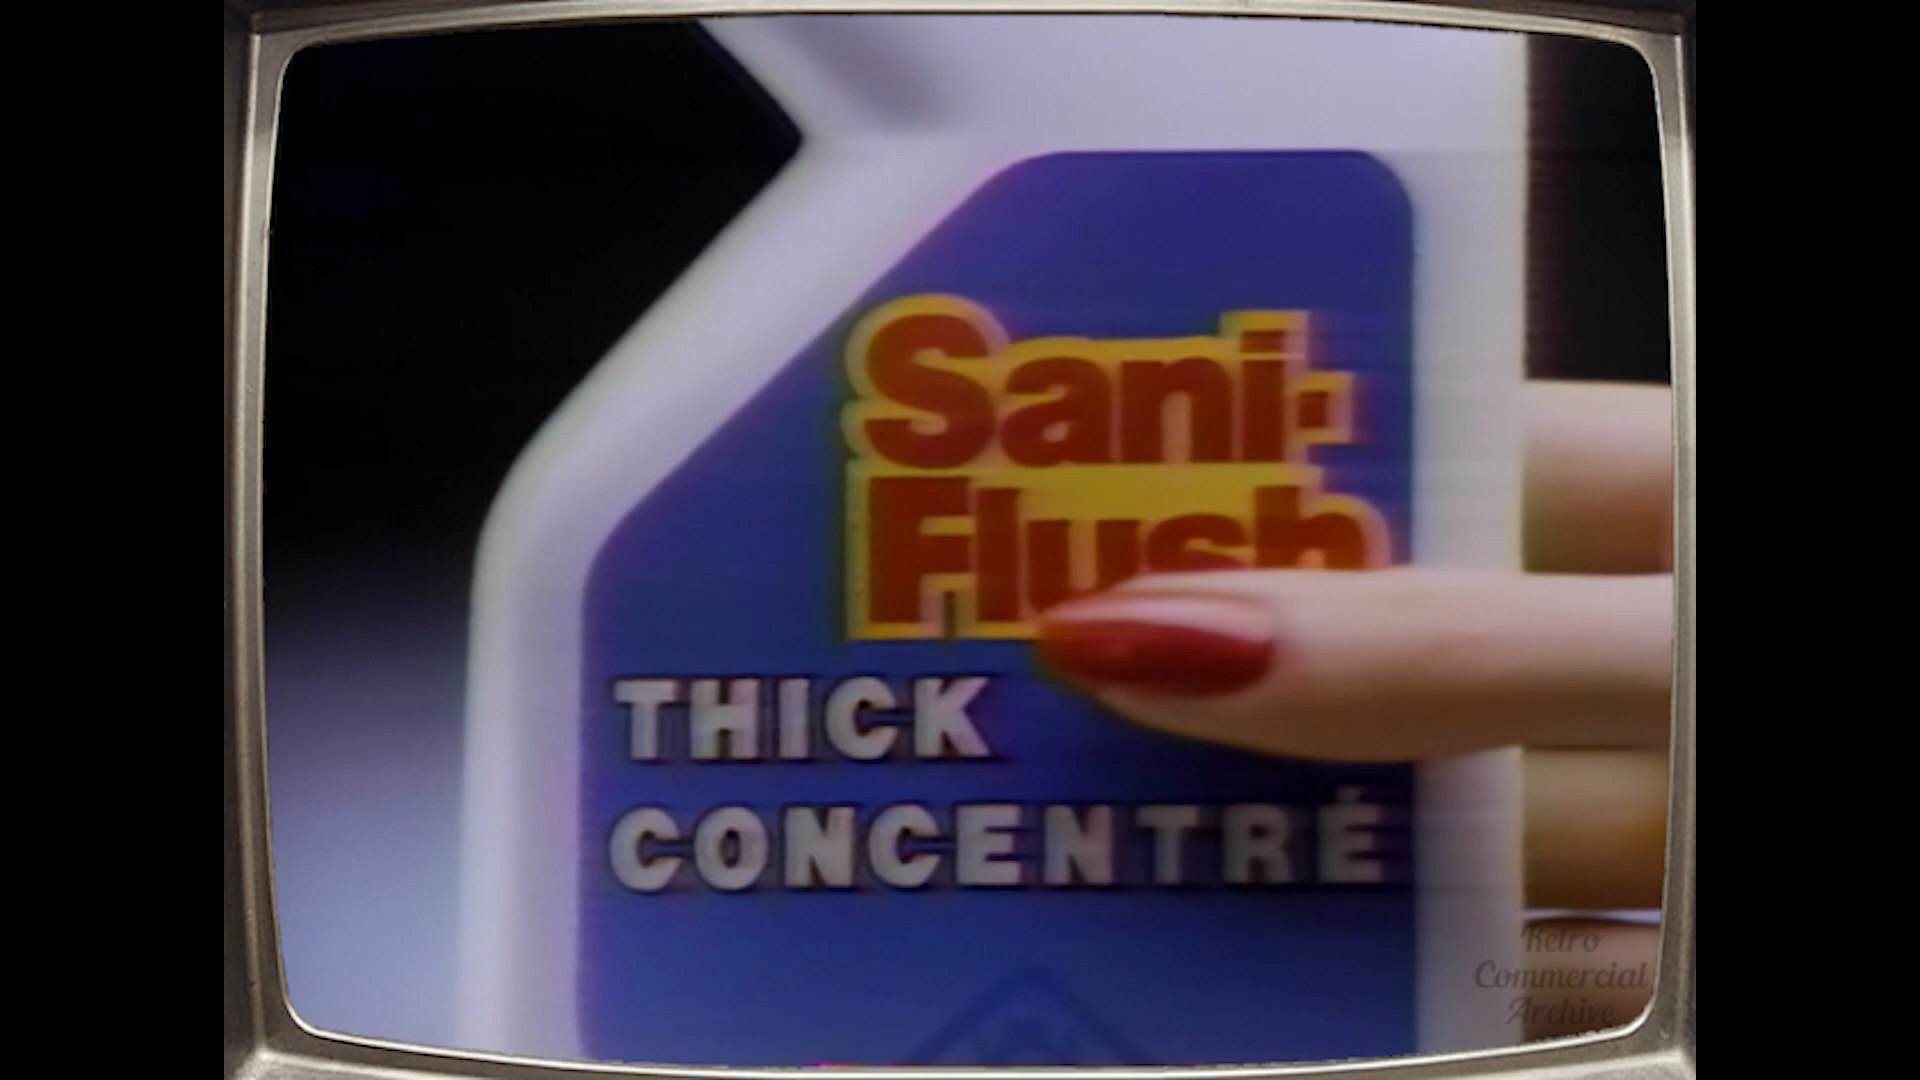 Sani-
Flush
THICK
CONCENTRÉ
Retro
Commercial
Archive